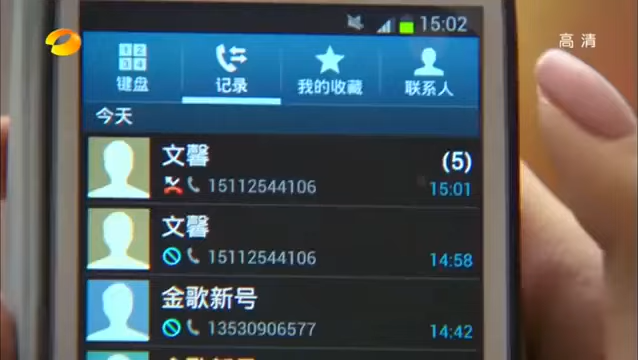 15:02
高清
键盘 记录 我的收藏 联系人
今天
文馨 (5)
15112544106 15:01
文馨
15112544106 14:58
金歌新号
13530906577 14:42